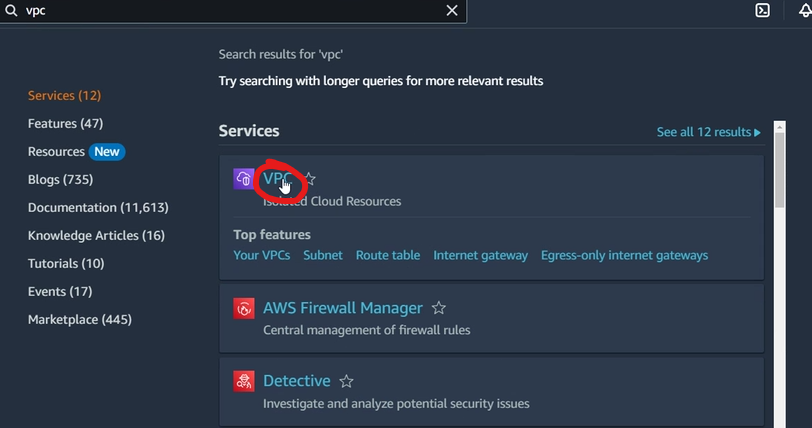 vpc
Search results for 'vpc'
Try searching with longer queries for more relevant results
Services (12)
Features (47)
Resources New
Blogs (735)
Documentation (11,613)
Knowledge Articles (16)
Tutorials (10)
Events (17)
Marketplace (445)
Services
See all 12 results
VPC
Isolated Cloud Resources
Top features
Your VPCs Subnet Route table Internet gateway Egress-only internet gateways
AWS Firewall Manager
Central management of firewall rules
Detective
Investigate and analyze potential security issues